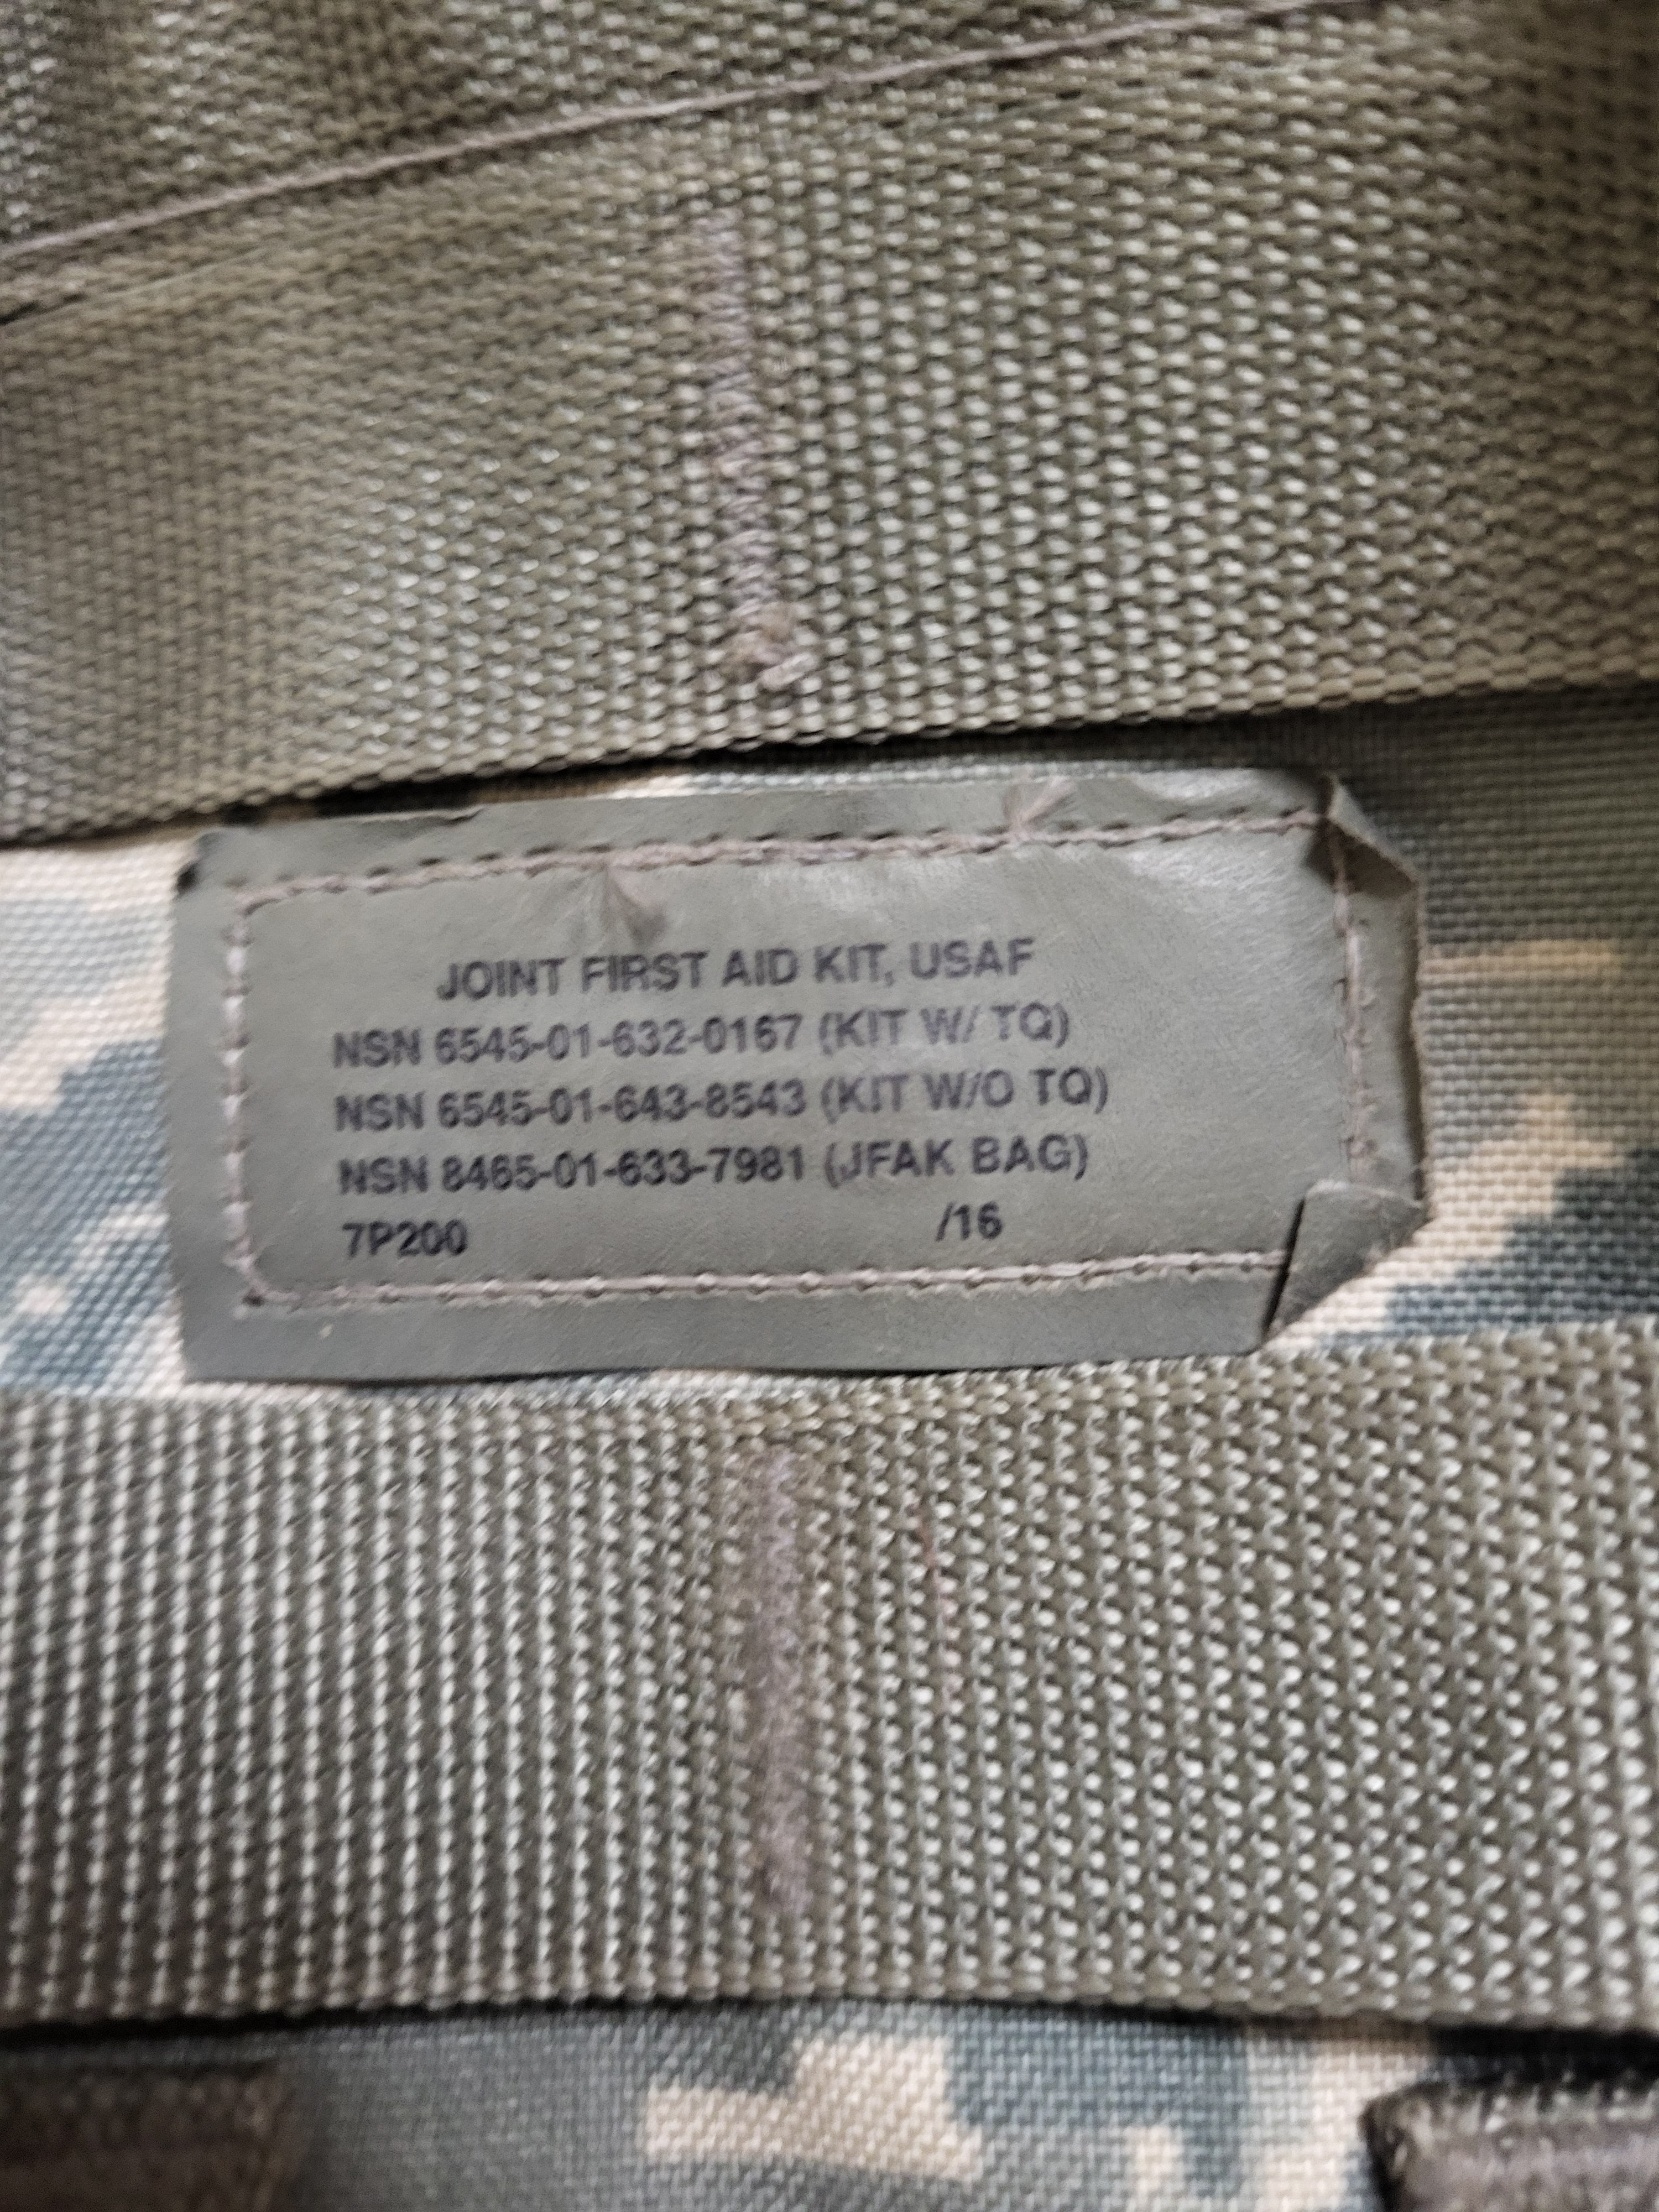 JOINT FIRST AID KIT, USAF
NSN 6545-01-632-0167 (KIT W/ TQ)
NSN 6545-01-643-8543 (KIT W/O TQ)
NSN 8465-01-633-7981 (JFAK BAG)
7P200 /16